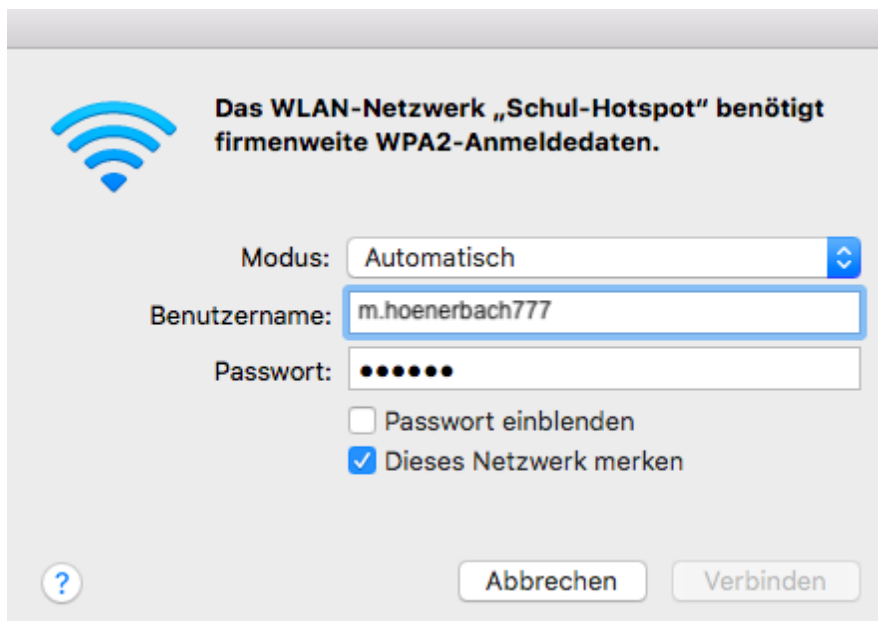 Das WLAN-Netzwerk „Schul-Hotspot“ benötigt
firmenweite WPA2-Anmeldedaten.
Modus: Automatisch
Benutzername: m.hoenerbach777
Passwort: ••••••
Passwort einblenden
Dieses Netzwerk merken
? Abbrechen Verbinden